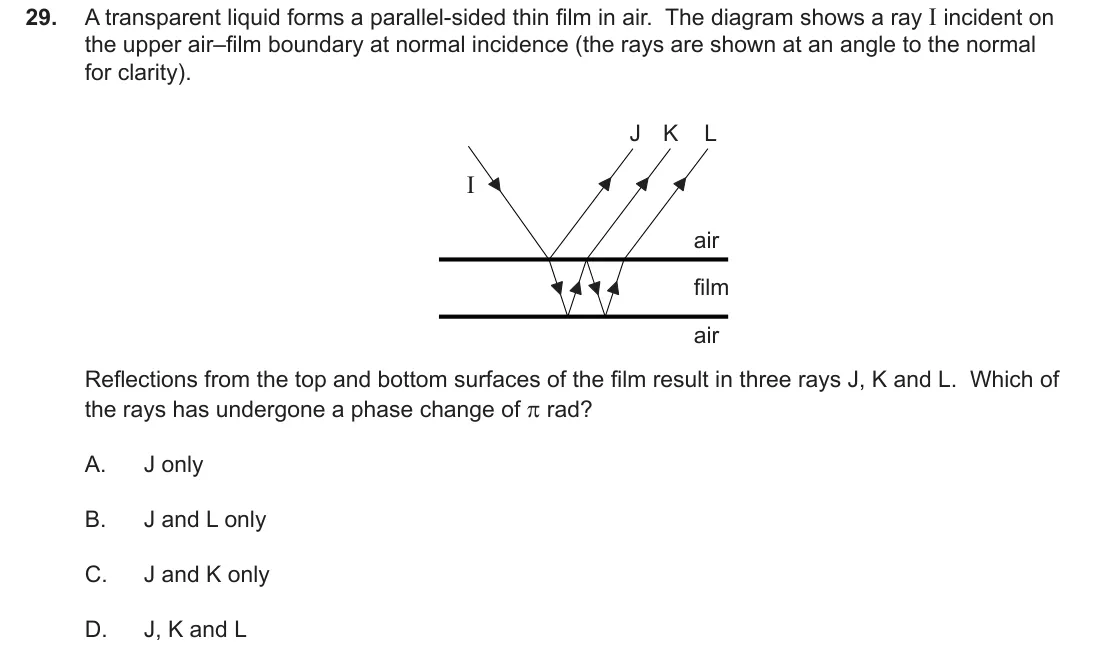 29. A transparent liquid forms a parallel-sided thin film in air. The diagram shows a ray I incident on
the upper air–film boundary at normal incidence (the rays are shown at an angle to the normal
for clarity).
J K L
I
air
film
air
Reflections from the top and bottom surfaces of the film result in three rays J, K and L. Which of
the rays has undergone a phase change of π rad?
A. J only
B. J and L only
C. J and K only
D. J, K and L